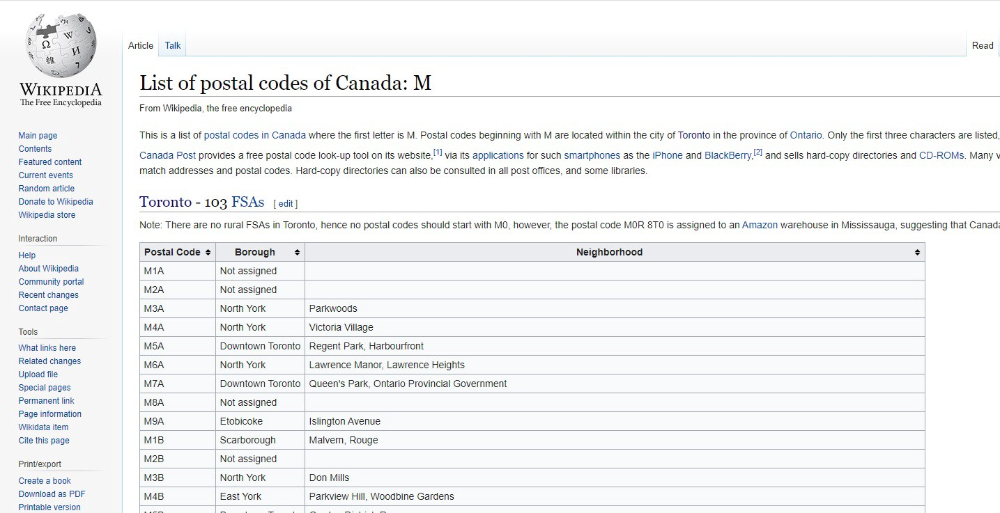 WIKIPEDIA
The Free Encyclopedia
Main page
Contents
Featured content
Current events
Random article
Donate to Wikipedia
Wikipedia store
Interaction
Help
About Wikipedia
Community portal
Recent changes
Contact page
Tools
What links here
Related changes
Upload file
Special pages
Permanent link
Page information
Wikidata item
Cite this page
Print/export
Create a book
Download as PDF
Printable version
Article Talk Read
List of postal codes of Canada: M
From Wikipedia, the free encyclopedia
This is a list of postal codes in Canada where the first letter is M. Postal codes beginning with M are located within the city of Toronto in the province of Ontario. Only the first three characters are listed,
Canada Post provides a free postal code look-up tool on its website,[1] via its applications for such smartphones as the iPhone and BlackBerry,[2] and sells hard-copy directories and CD-ROMs. Many
match addresses and postal codes. Hard-copy directories can also be consulted in all post offices, and some libraries.
Toronto - 103 FSAs [ edit ]
Note: There are no rural FSAs in Toronto, hence no postal codes should start with M0, however, the postal code M0R 8T0 is assigned to an Amazon warehouse in Mississauga, suggesting that Canada
Postal Code Borough Neighborhood
M1A Not assigned
M2A Not assigned
M3A North York Parkwoods
M4A North York Victoria Village
M5A Downtown Toronto Regent Park, Harbourfront
M6A North York Lawrence Manor, Lawrence Heights
M7A Downtown Toronto Queen's Park, Ontario Provincial Government
M8A Not assigned
M9A Etobicoke Islington Avenue
M1B Scarborough Malvern, Rouge
M2B Not assigned
M3B North York Don Mills
M4B East York Parkview Hill, Woodbine Gardens